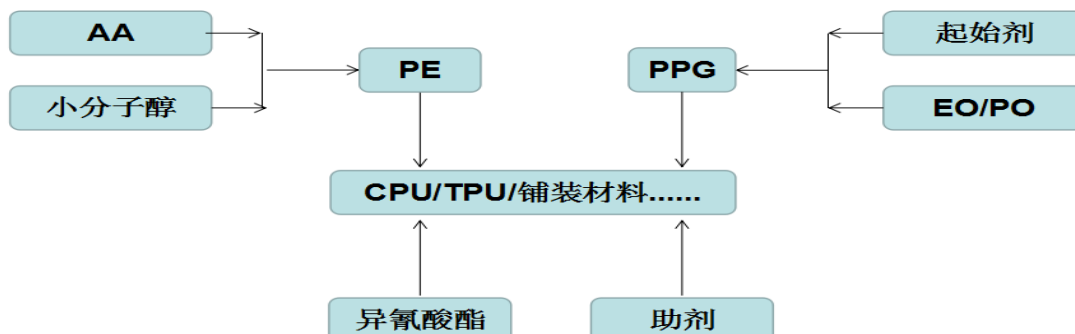 AA
起始剂
PE
PPG
小分子醇
EO/PO
CPU/TPU/铺装材料......
异氰酸酯
助剂